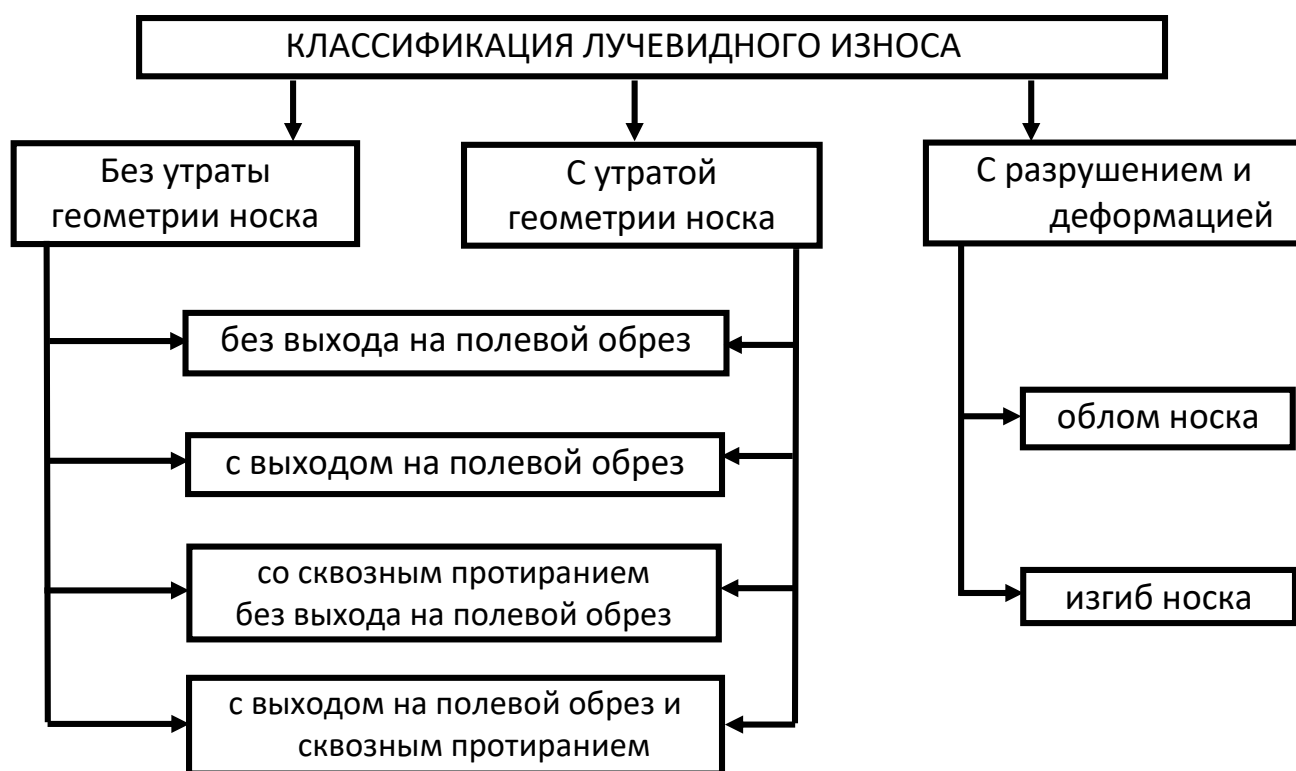 КЛАССИФИКАЦИЯ ЛУЧЕВИДНОГО ИЗНОСА
Без утраты
геометрии носка
С утратой
геометрии носка
С разрушением и
деформацией
без выхода на полевой обрез
с выходом на полевой обрез
со сквозным протиранием
без выхода на полевой обрез
с выходом на полевой обрез и
сквозным протиранием
облом носка
изгиб носка